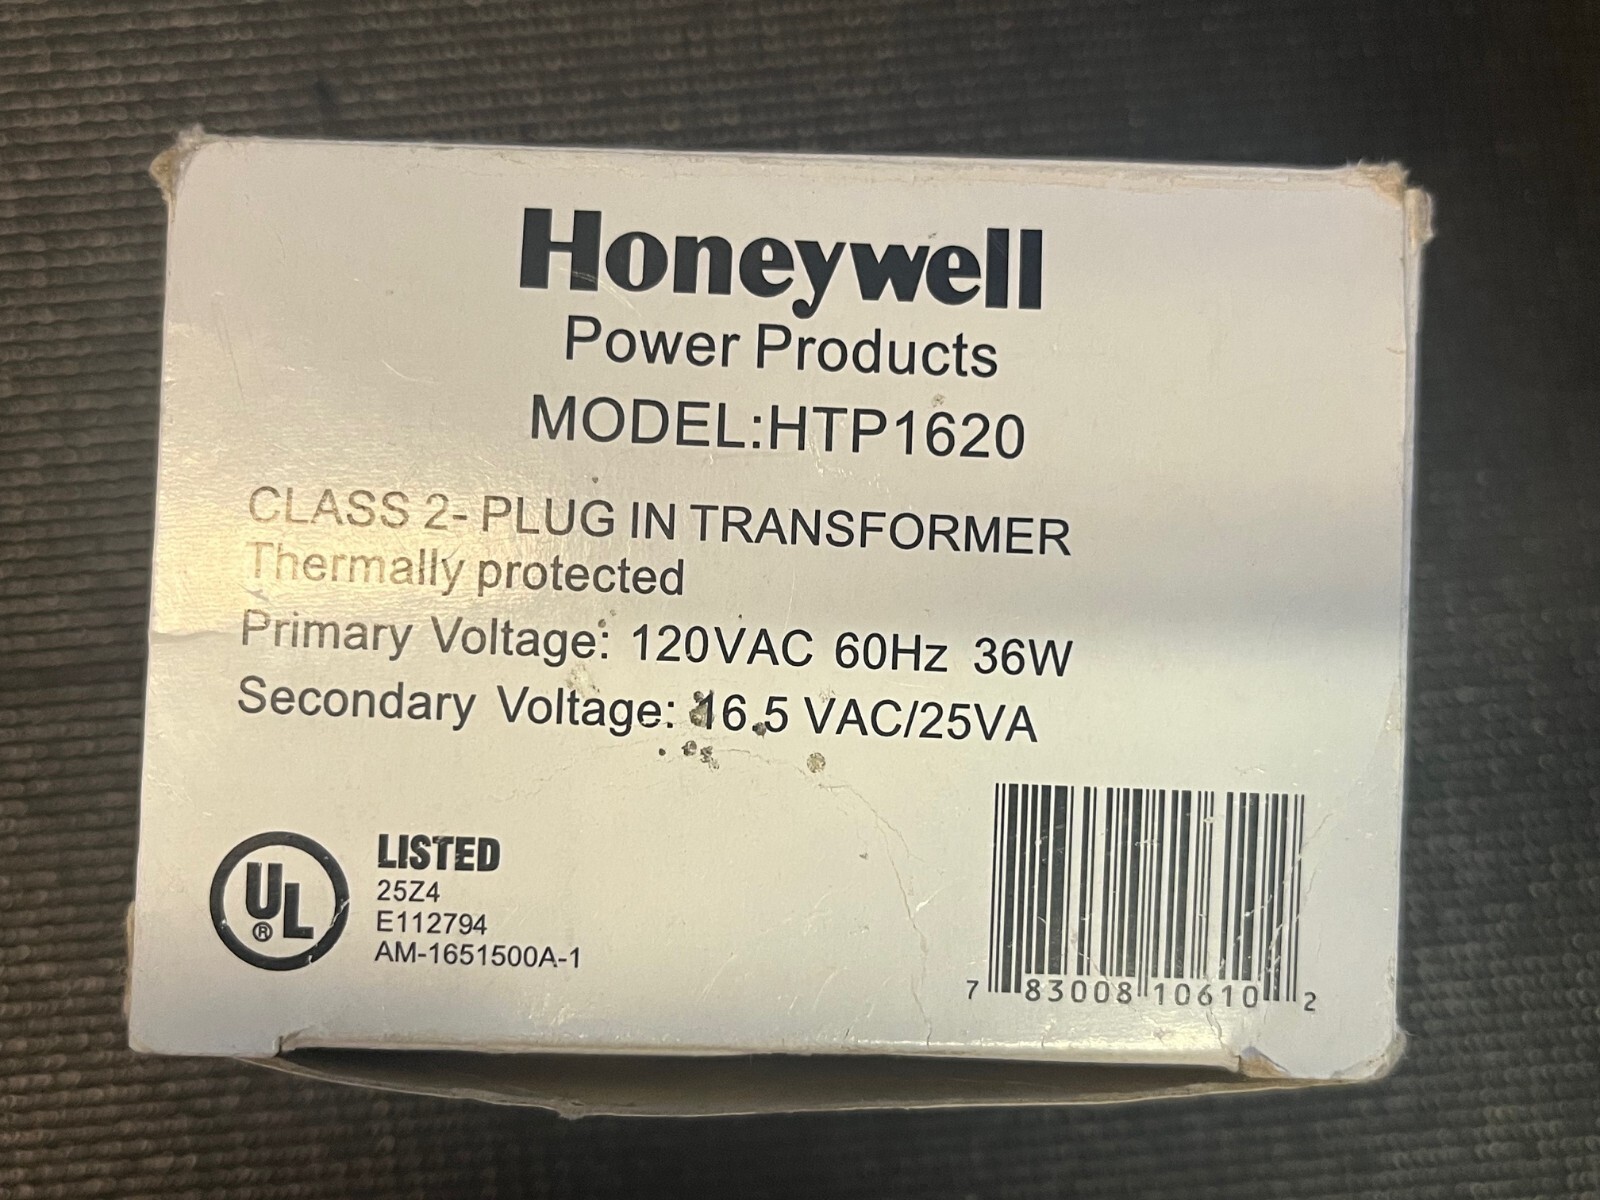 Honeywell
Power Products
MODEL:HTP1620
CLASS 2- PLUG IN TRANSFORMER
Thermally protected
Primary Voltage: 120VAC 60Hz 36W
Secondary Voltage: 16.5 VAC/25VA
UL®
LISTED
25Z4
E112794
AM-1651500A-1
7 83008 10610 2